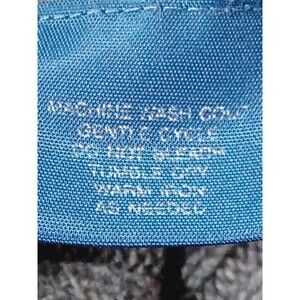 MACHINE WASH COLD
GENTLE CYCLE
DO NOT BLEACH
TUMBLE DRY
WARM IRON
AS NEEDED